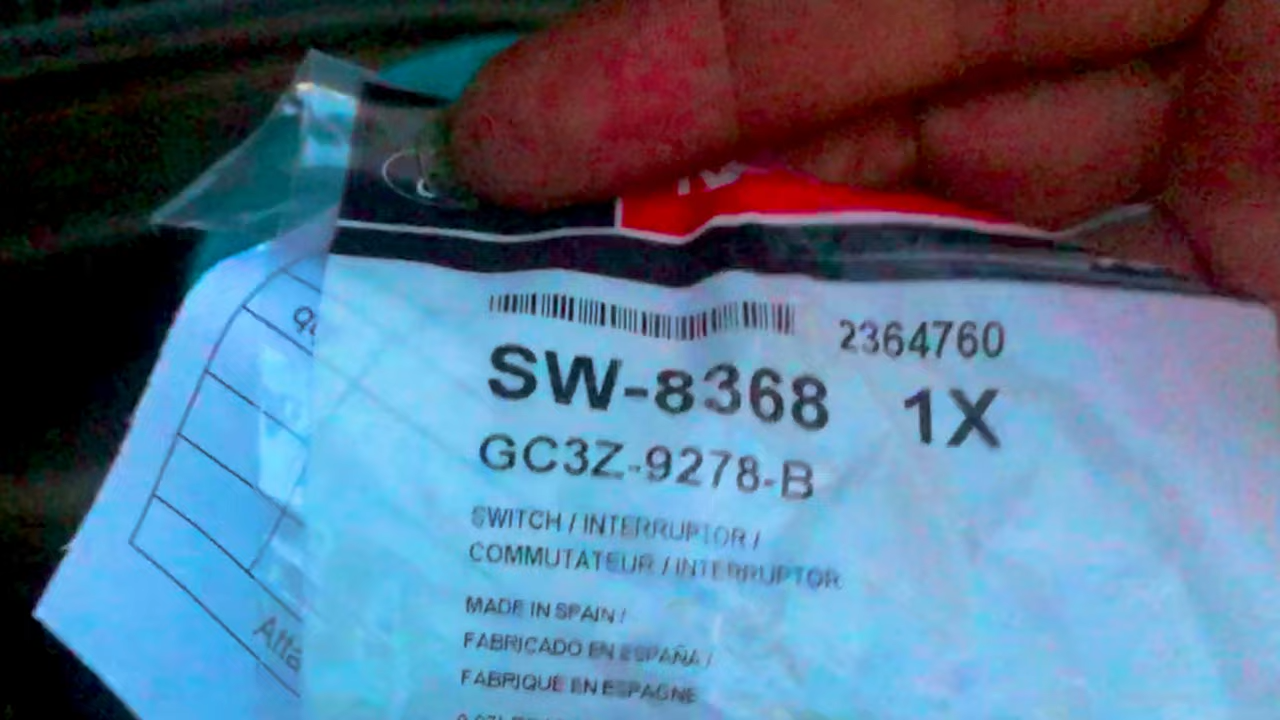 2364760
SW-8368 1X
GC3Z-9278-B
SWITCH / INTERRUPTOR /
COMMUTATEUR / INTERRUPTOR
MADE IN SPAIN /
FABRICADO EN ESPAÑA /
FABRIQUE EN ESPAGNE